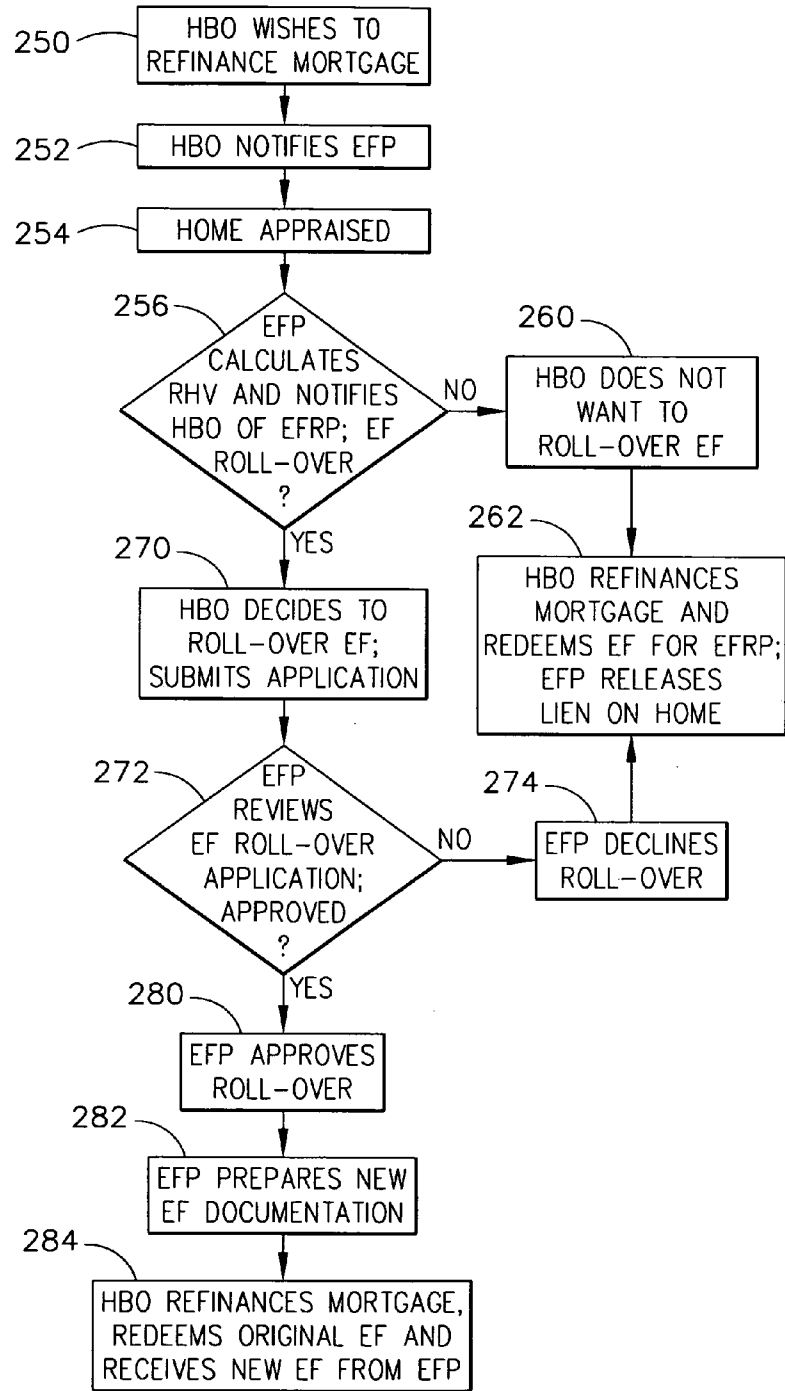 250
HBO WISHES TO
REFINANCE MORTGAGE
252
HBO NOTIFIES EFP
254
HOME APPRAISED
256
EFP
CALCULATES
RHV AND NOTIFIES
HBO OF EFRP; EF
ROLL-OVER
?
NO
260
HBO DOES NOT
WANT TO
ROLL-OVER EF
YES
262
HBO REFINANCES
MORTGAGE AND
REDEEMS EF FOR EFRP;
EFP RELEASES
LIEN ON HOME
270
HBO DECIDES TO
ROLL-OVER EF;
SUBMITS APPLICATION
272
EFP
REVIEWS
EF ROLL-OVER
APPLICATION;
APPROVED
?
NO
274
EFP DECLINES
ROLL-OVER
YES
280
EFP APPROVES
ROLL-OVER
282
EFP PREPARES NEW
EF DOCUMENTATION
284
HBO REFINANCES MORTGAGE,
REDEEMS ORIGINAL EF AND
RECEIVES NEW EF FROM EFP